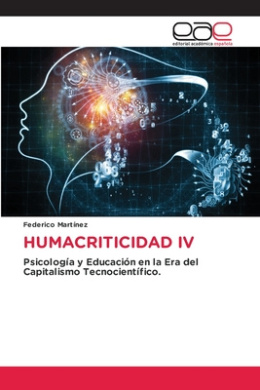 eae
editorial académica española
Federico Martínez
HUMACRITICIDAD IV
Psicología y Educación en la Era del
Capitalismo Tecnocientífico.